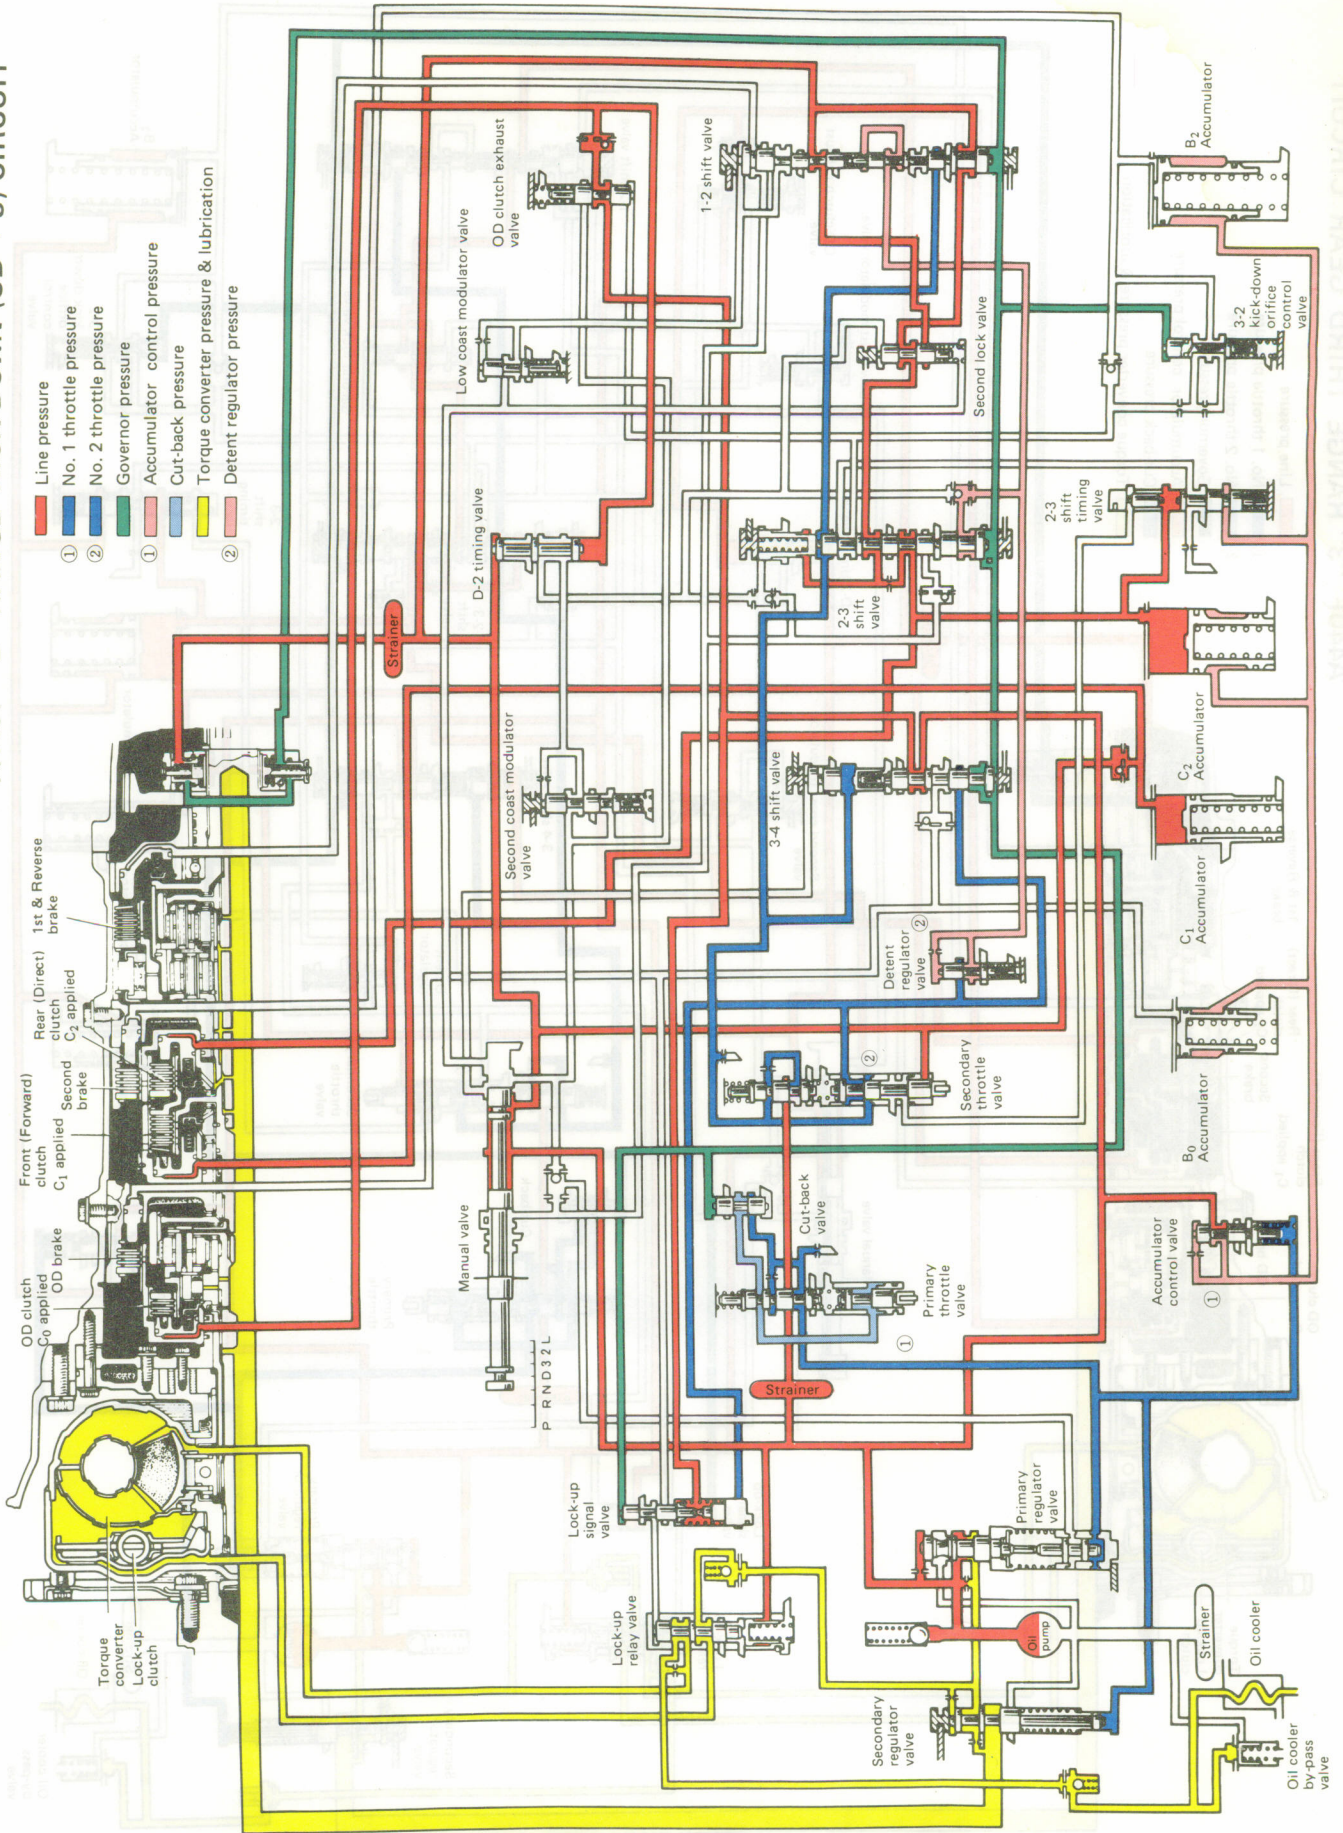 Line pressure
① No. 1 throttle pressure
② No. 2 throttle pressure
Governor pressure
① Accumulator control pressure
Cut-back pressure
Torque converter pressure & lubrication
② Detent regulator pressure
Torque
converter
Lock-up
clutch
OD clutch
C0 applied
OD brake
Front (Forward)
clutch
C1 applied
Second
brake
Rear (Direct)
clutch
C2 applied
1st & Reverse
brake
Strainer
Low coast modulator valve
OD clutch exhaust
valve
D-2 timing valve
Second coast modulator
valve
Manual valve
P R N D 3 2 L
1-2 shift valve
Second lock valve
2-3
shift
valve
3-4 shift valve
Detent
regulator
valve
②
②
Secondary
throttle
valve
Cut-back
valve
Primary
throttle
valve
①
Strainer
Lock-up
signal
valve
Lock-up
relay valve
Primary
regulator
valve
Oil
pump
Secondary
regulator
valve
Strainer
Oil cooler
Oil cooler
by-pass
valve
Accumulator
control valve
①
B0
Accumulator
C1
Accumulator
C2
Accumulator
2-3
shift
timing
valve
3-2
kick-down
orifice
control
valve
B2
Accumulator